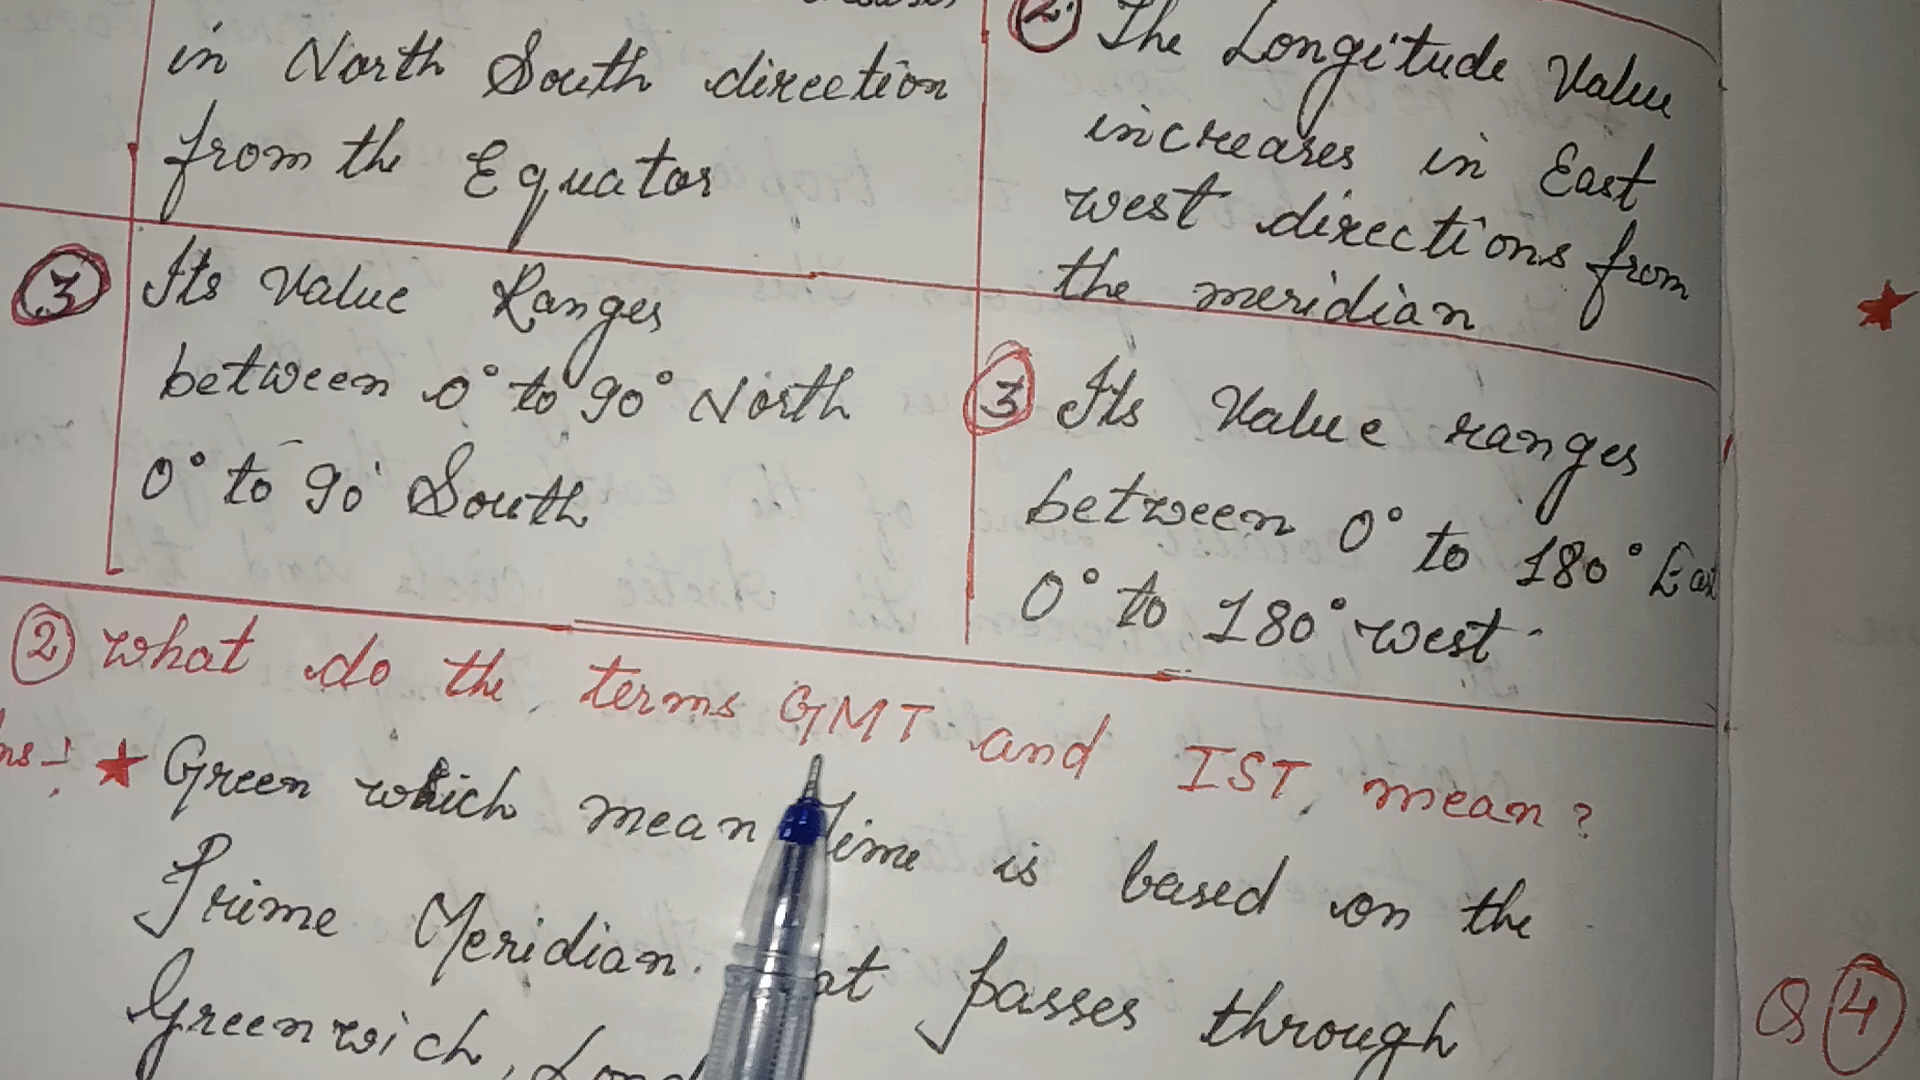 in North South direction
from the Equator
2. The Longitude Value
increases in East
west directions from
the meridian
3 Its Value Ranges
between 0° to 90° North
0° to 90° South
3 Its Value ranges
between 0° to 180° Eas
0° to 180° west
2 what do the terms GMT and IST mean?
★ Green which mean Time is based on the
Prime Meridian. passes through
Greenwich,
Q 4